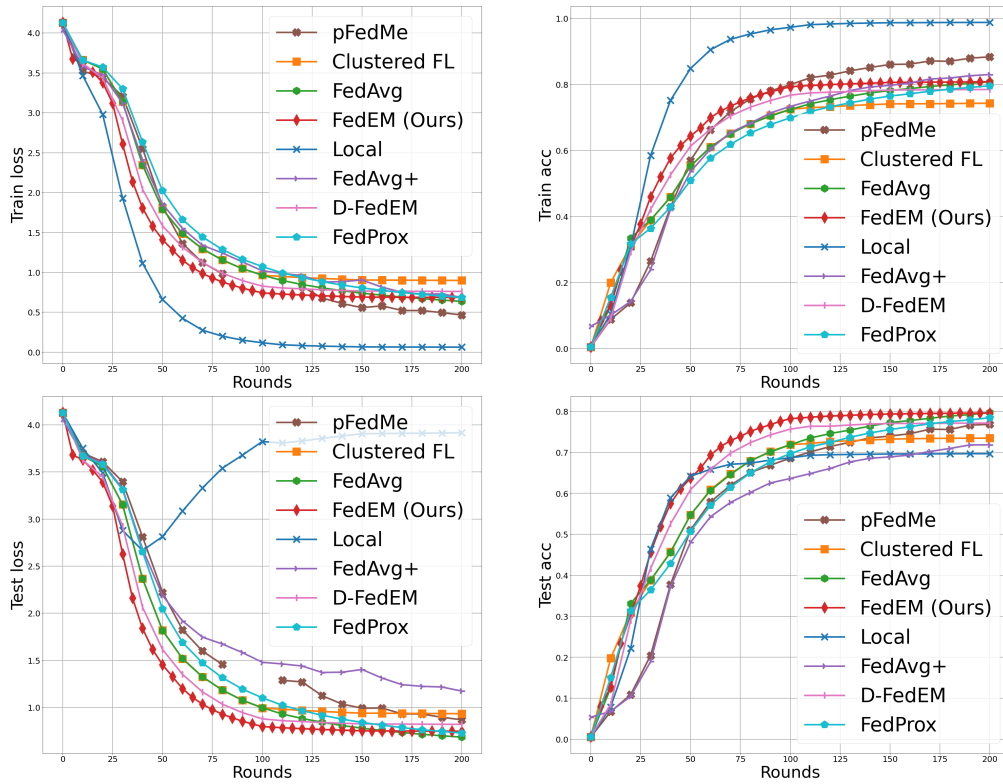 4.0
3.5
3.0
2.5
2.0
1.5
1.0
0.5
0.0
Train loss
0 25 50 75 100 125 150 175 200
Rounds
pFedMe
Clustered FL
FedAvg
FedEM (Ours)
Local
FedAvg+
D-FedEM
FedProx
1.0
0.8
0.6
0.4
0.2
0.0
Train acc
0 25 50 75 100 125 150 175 200
Rounds
pFedMe
Clustered FL
FedAvg
FedEM (Ours)
Local
FedAvg+
D-FedEM
FedProx
4.0
3.5
3.0
2.5
2.0
1.5
1.0
Test loss
0 25 50 75 100 125 150 175 200
Rounds
pFedMe
Clustered FL
FedAvg
FedEM (Ours)
Local
FedAvg+
D-FedEM
FedProx
0.8
0.7
0.6
0.5
0.4
0.3
0.2
0.1
0.0
Test acc
0 25 50 75 100 125 150 175 200
Rounds
pFedMe
Clustered FL
FedAvg
FedEM (Ours)
Local
FedAvg+
D-FedEM
FedProx